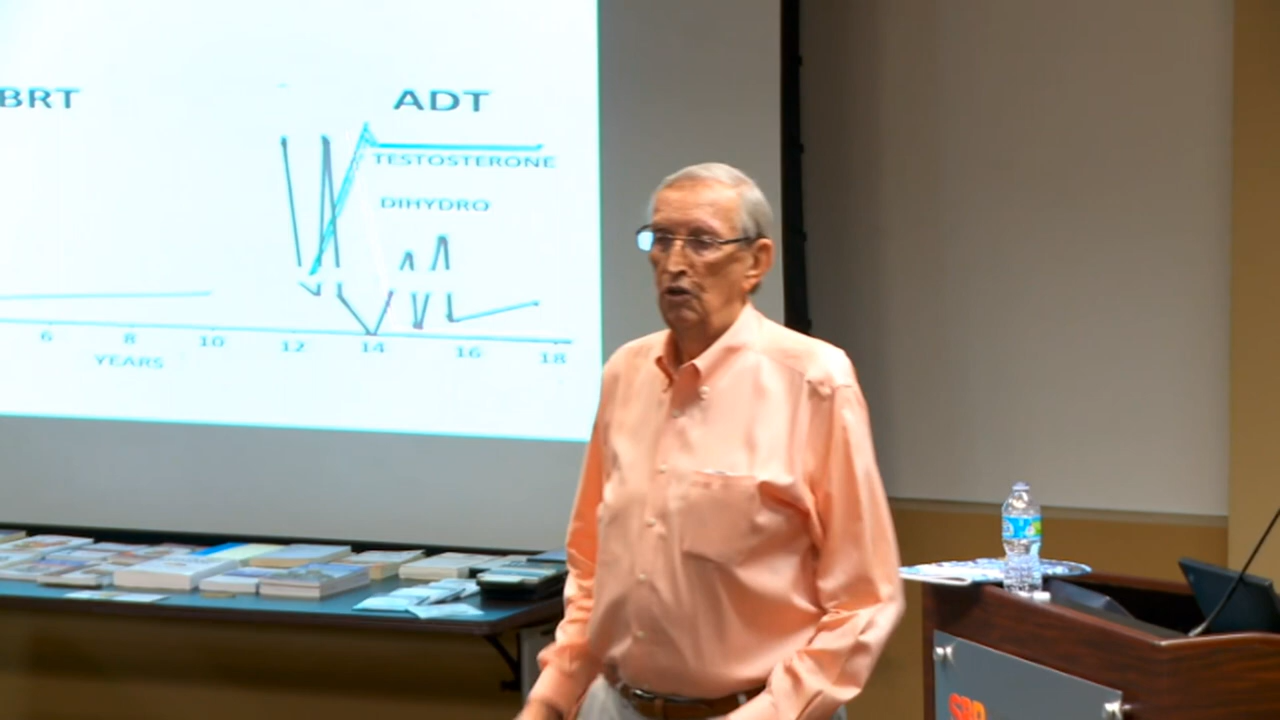 BRT ADT
TESTOSTERONE
DIHYDRO
6 8 10 12 14 16 18
YEARS